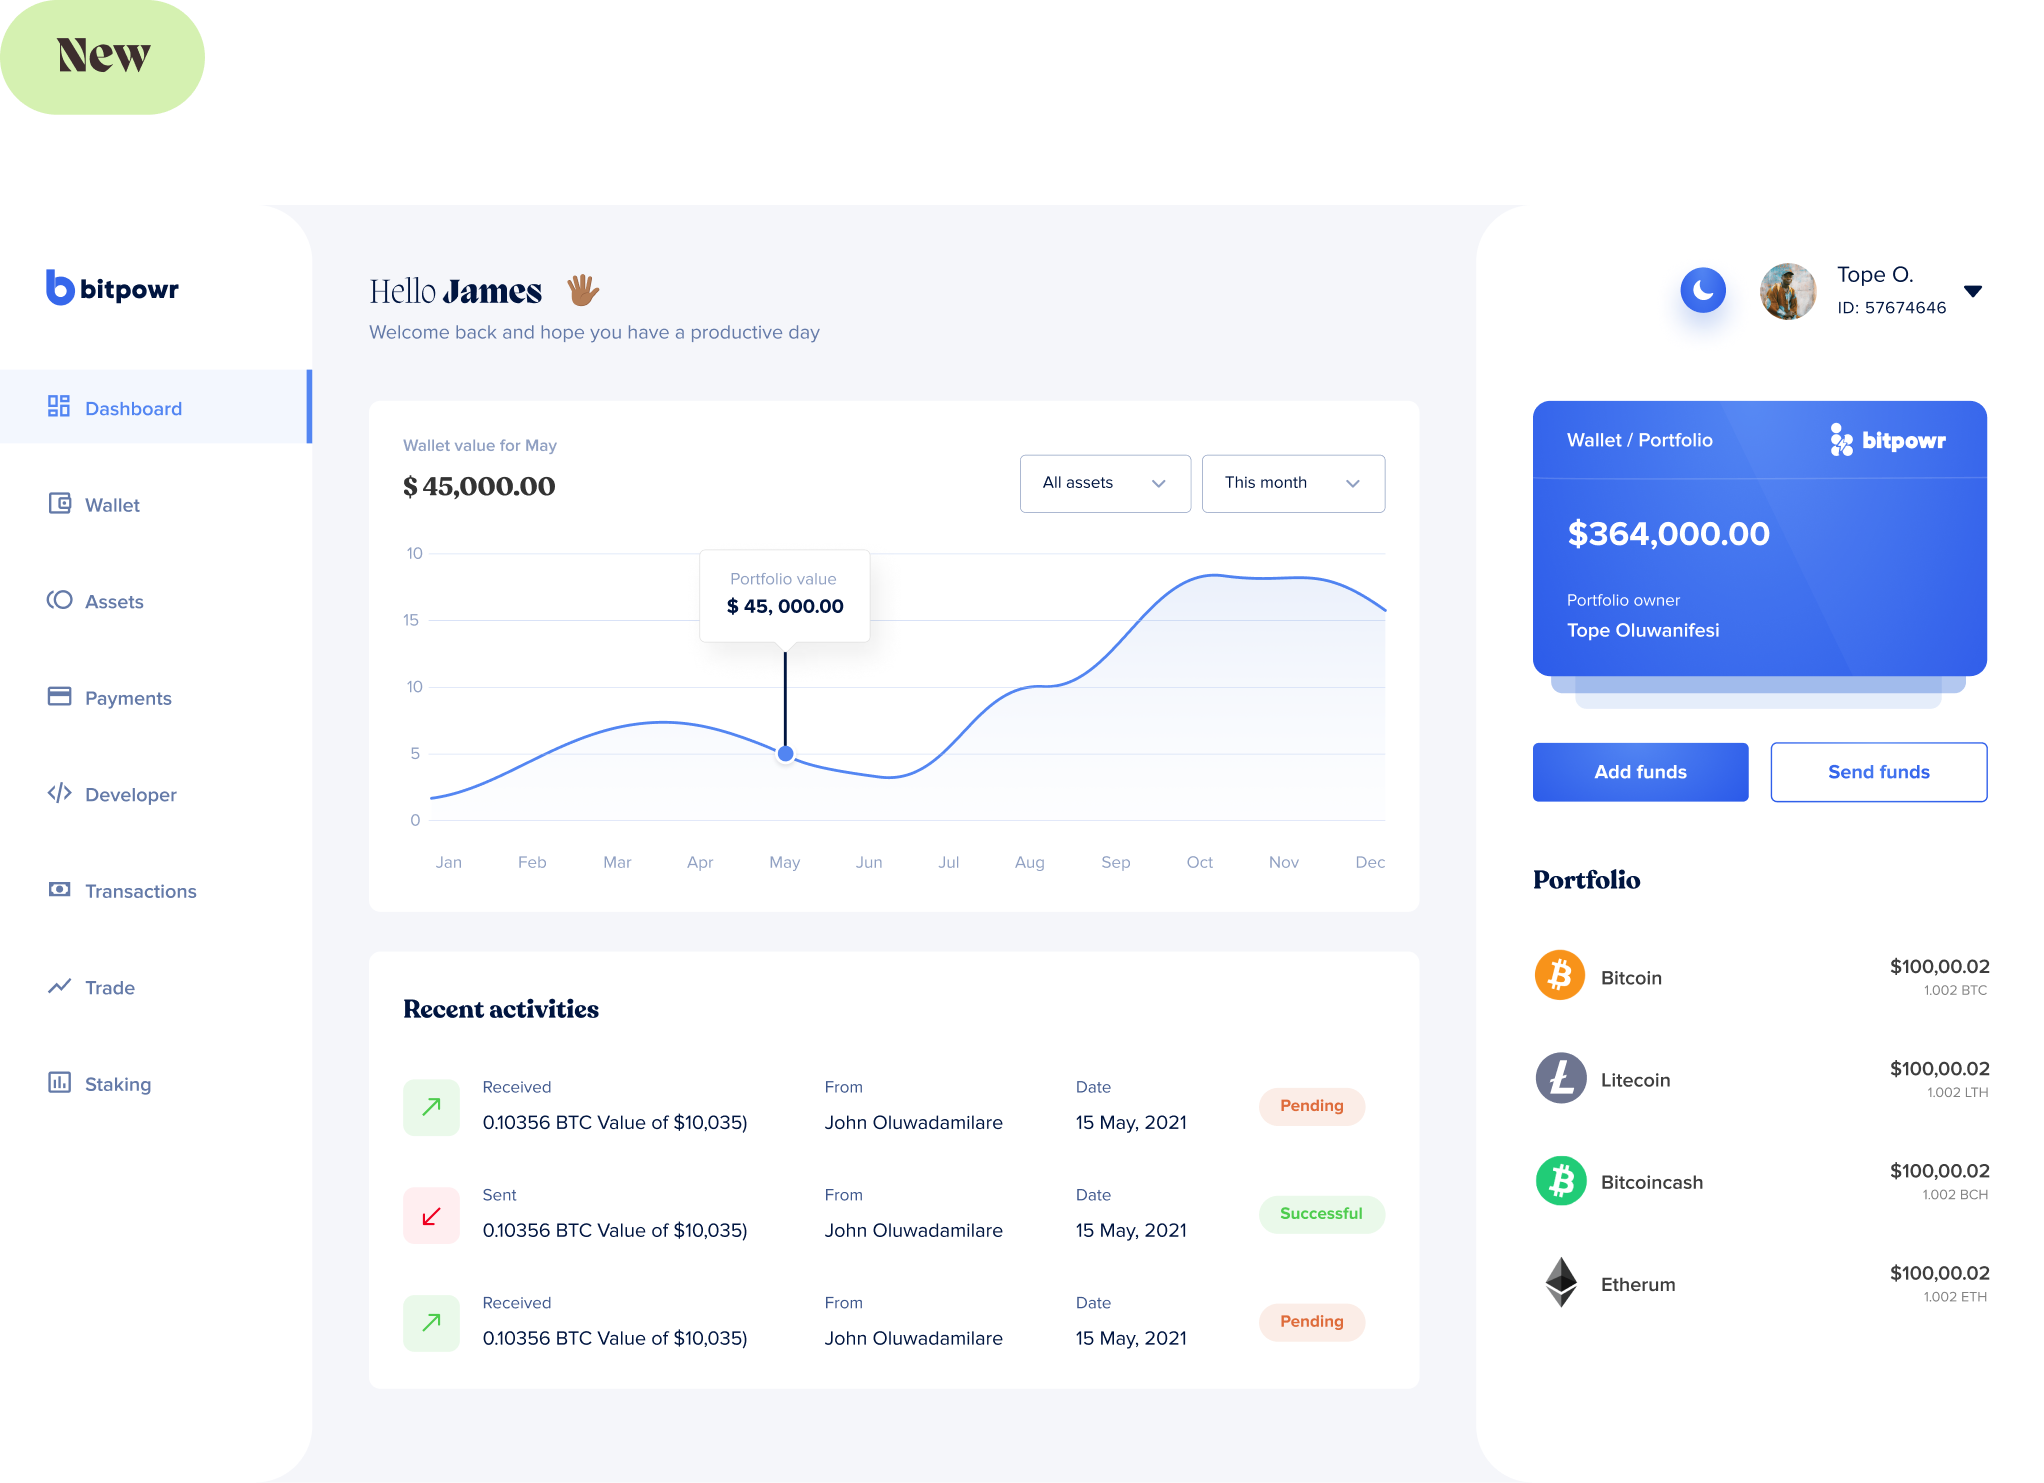 New
bitpowr
Dashboard
Wallet
Assets
Payments
Developer
Transactions
Trade
Staking
Hello James
Welcome back and hope you have a productive day
Wallet value for May
$ 45,000.00
All assets
This month
10
15
10
5
0
Portfolio value
$ 45, 000.00
Jan Feb Mar Apr May Jun Jul Aug Sep Oct Nov Dec
Recent activities
Received From Date
0.10356 BTC Value of $10,035) John Oluwadamilare 15 May, 2021 Pending
Sent From Date
0.10356 BTC Value of $10,035) John Oluwadamilare 15 May, 2021 Successful
Received From Date
0.10356 BTC Value of $10,035) John Oluwadamilare 15 May, 2021 Pending
Tope O.
ID: 57674646
Wallet / Portfolio
bitpowr
$364,000.00
Portfolio owner
Tope Oluwanifesi
Add funds
Send funds
Portfolio
Bitcoin
$100,00.02
1.002 BTC
Litecoin
$100,00.02
1.002 LTH
Bitcoincash
$100,00.02
1.002 BCH
Etherum
$100,00.02
1.002 ETH